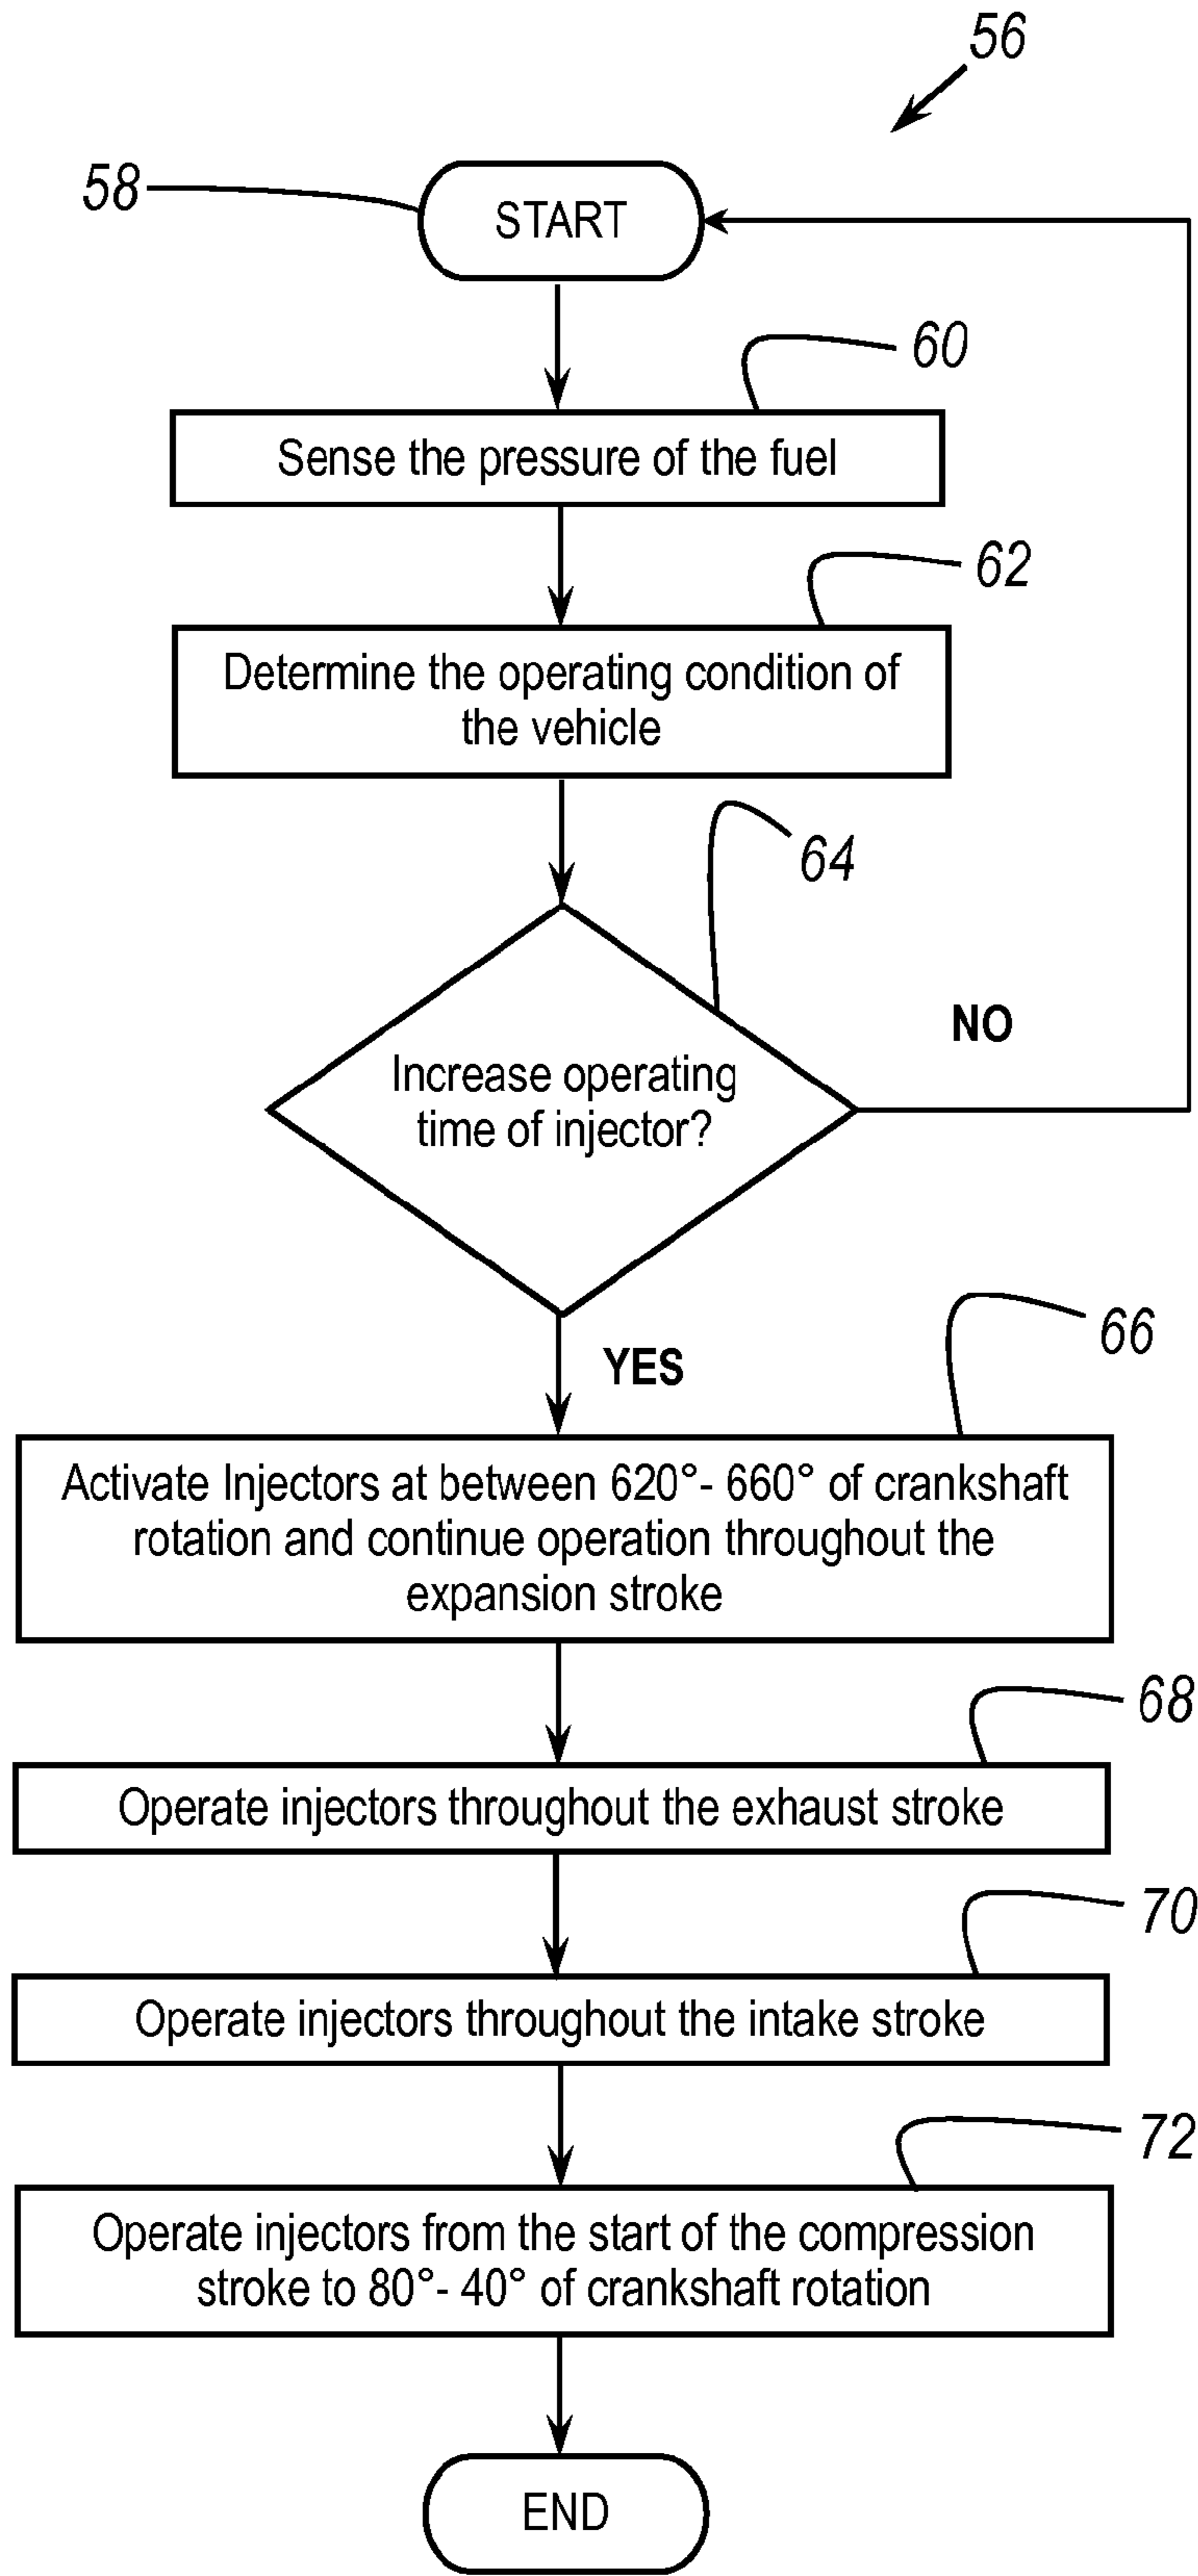 56
58
START
60
Sense the pressure of the fuel
62
Determine the operating condition of
the vehicle
64
NO
Increase operating
time of injector?
66
YES
Activate Injectors at between 620°- 660° of crankshaft
rotation and continue operation throughout the
expansion stroke
68
Operate injectors throughout the exhaust stroke
70
Operate injectors throughout the intake stroke
72
Operate injectors from the start of the compression
stroke to 80°- 40° of crankshaft rotation
END